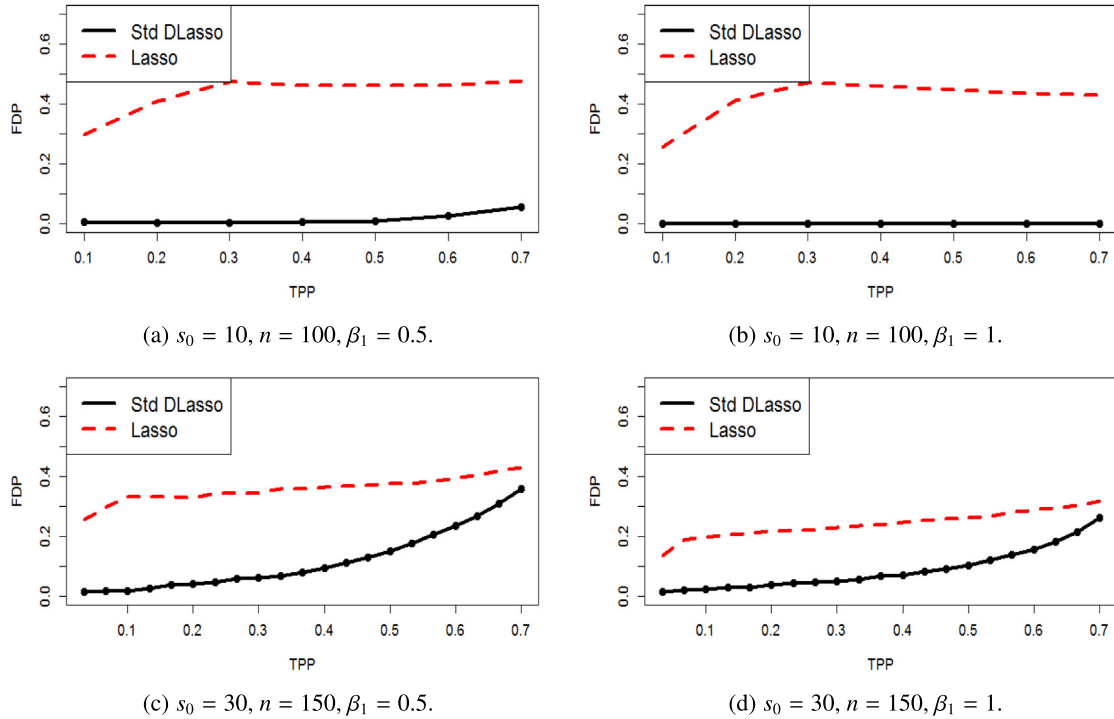 Std DLasso
Lasso
FDP
0.0 0.2 0.4 0.6
0.1 0.2 0.3 0.4 0.5 0.6 0.7
TPP
(a) s₀ = 10, n = 100, β₁ = 0.5.
Std DLasso
Lasso
FDP
0.0 0.2 0.4 0.6
0.1 0.2 0.3 0.4 0.5 0.6 0.7
TPP
(b) s₀ = 10, n = 100, β₁ = 1.
Std DLasso
Lasso
FDP
0.0 0.2 0.4 0.6
0.1 0.2 0.3 0.4 0.5 0.6 0.7
TPP
(c) s₀ = 30, n = 150, β₁ = 0.5.
Std DLasso
Lasso
FDP
0.0 0.2 0.4 0.6
0.1 0.2 0.3 0.4 0.5 0.6 0.7
TPP
(d) s₀ = 30, n = 150, β₁ = 1.